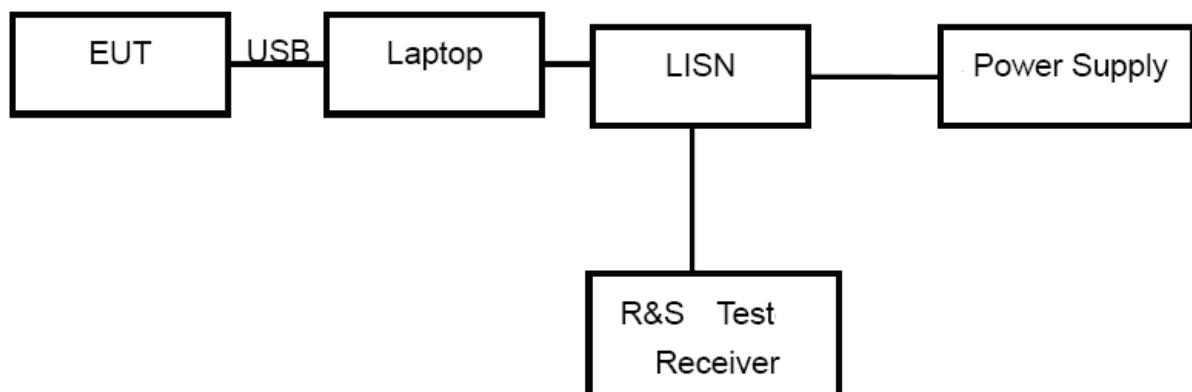 EUT
USB
Laptop
LISN
Power Supply
R&S Test
Receiver